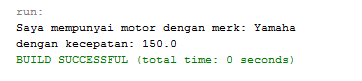 run:
Saya mempunyai motor dengan merk: Yamaha
dengan kecepatan: 150.0
BUILD SUCCESSFUL (total time: 0 seconds)